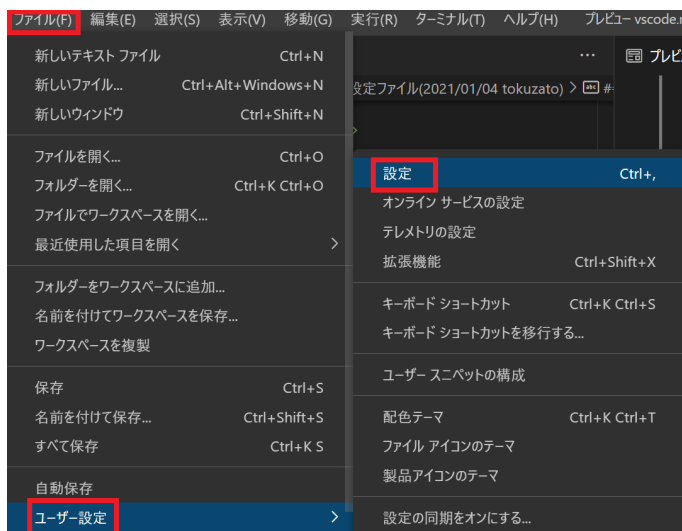 ファイル(F) 編集(E) 選択(S) 表示(V) 移動(G) 実行(R) ターミナル(T) ヘルプ(H) プレビュー vscode.
新しいテキスト ファイル Ctrl+N
新しいファイル... Ctrl+Alt+Windows+N
新しいウィンドウ Ctrl+Shift+N
ファイルを開く... Ctrl+O
フォルダーを開く... Ctrl+K Ctrl+O
ファイルでワークスペースを開く...
最近使用した項目を開く >
フォルダーをワークスペースに追加...
名前を付けてワークスペースを保存...
ワークスペースを複製
保存 Ctrl+S
名前を付けて保存... Ctrl+Shift+S
すべて保存 Ctrl+K S
自動保存
ユーザー設定 >
... プレビ
設定ファイル(2021/01/04 tokuzato) > abc #
>
設定 Ctrl+,
オンライン サービスの設定
テレメトリの設定
拡張機能 Ctrl+Shift+X
キーボード ショートカット Ctrl+K Ctrl+S
キーボード ショートカットを移行する...
ユーザー スニペットの構成
配色テーマ Ctrl+K Ctrl+T
ファイル アイコンのテーマ
製品アイコンのテーマ
設定の同期をオンにする...